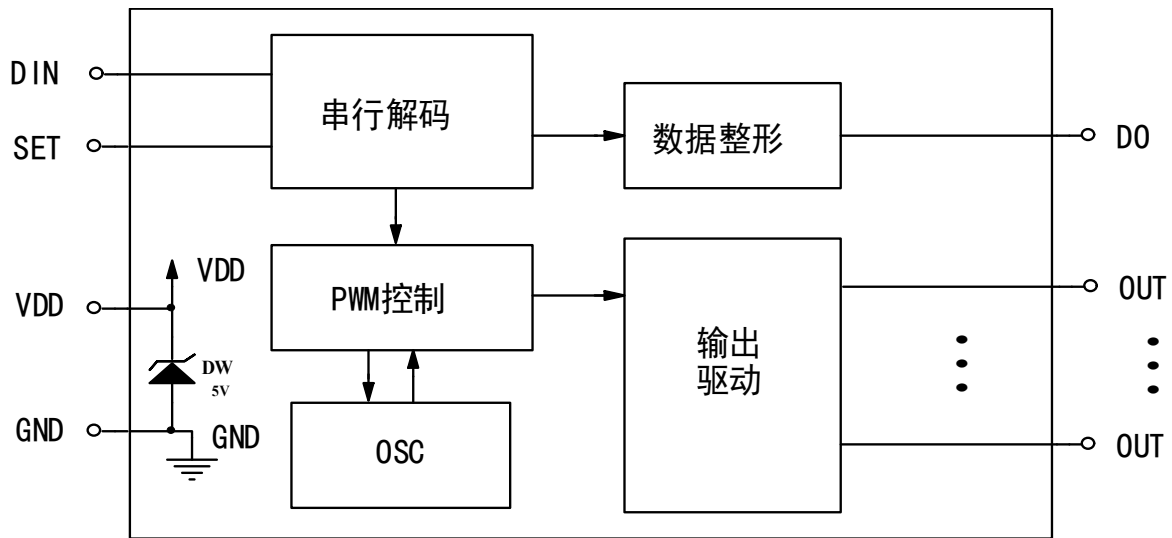 DIN
SET
串行解码
数据整形
DO
VDD
VDD
PWM控制
输出
驱动
OUT
DW
5V
GND
GND
OSC
OUT